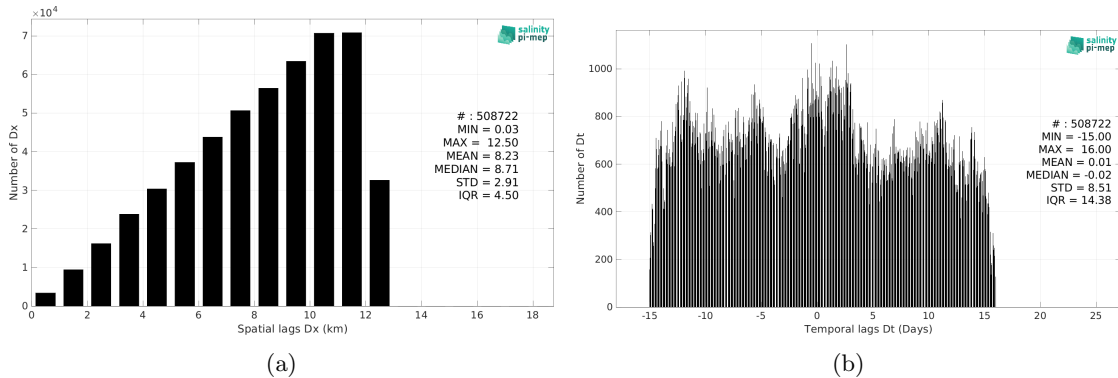 ×10⁴
7
6
5
4
3
2
1
0
Number of Dx
salinity
pi-mep
# : 508722
MIN = 0.03
MAX = 12.50
MEAN = 8.23
MEDIAN = 8.71
STD = 2.91
IQR = 4.50
0 2 4 6 8 10 12 14 16 18
Spatial lags Dx (km)
(a)
1000
800
600
400
200
0
Number of Dt
salinity
pi-mep
# : 508722
MIN = -15.00
MAX = 16.00
MEAN = 0.01
MEDIAN = -0.02
STD = 8.51
IQR = 14.38
-15 -10 -5 0 5 10 15 20 25
Temporal lags Dt (Days)
(b)